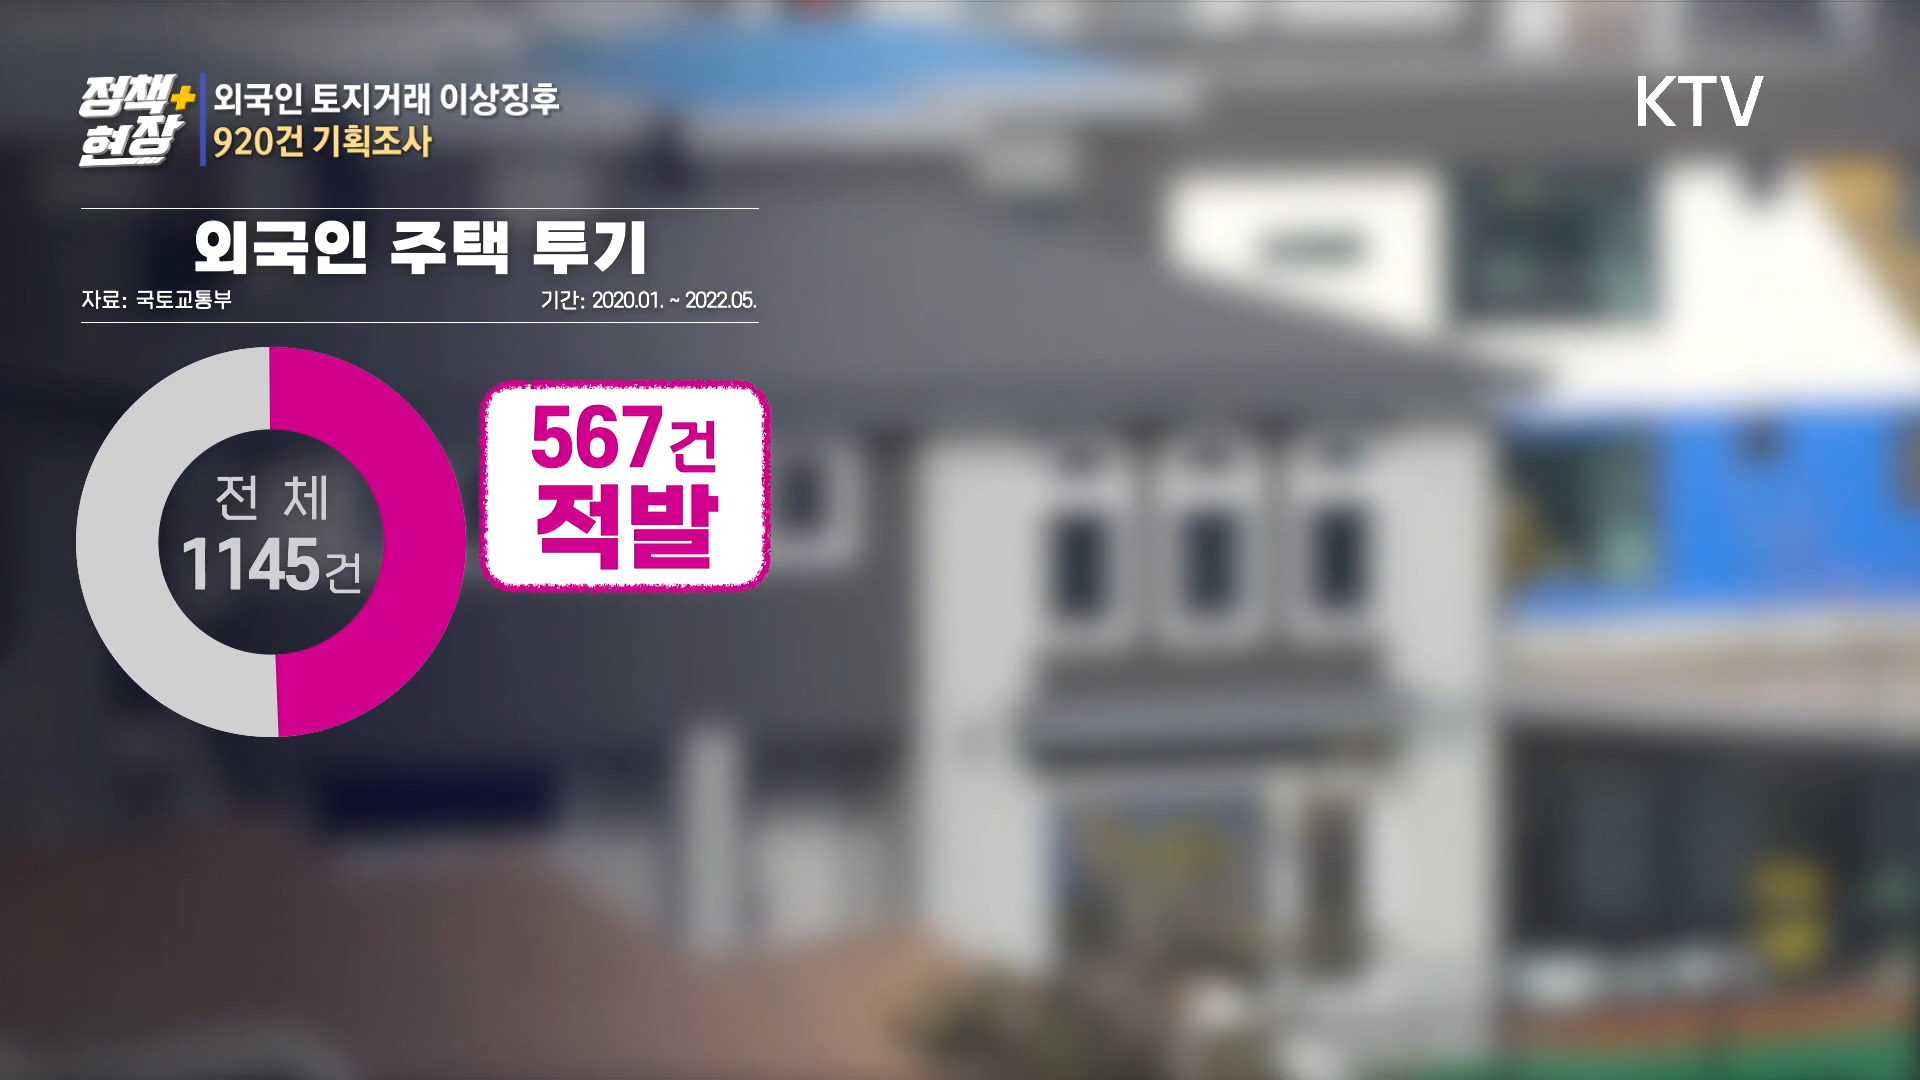 정책+
현장
외국인 토지거래 이상징후
920건 기획조사
KTV
외국인 주택 투기
자료: 국토교통부
기간: 2020.01. ~ 2022.05.
전 체
1145건
567건
적발